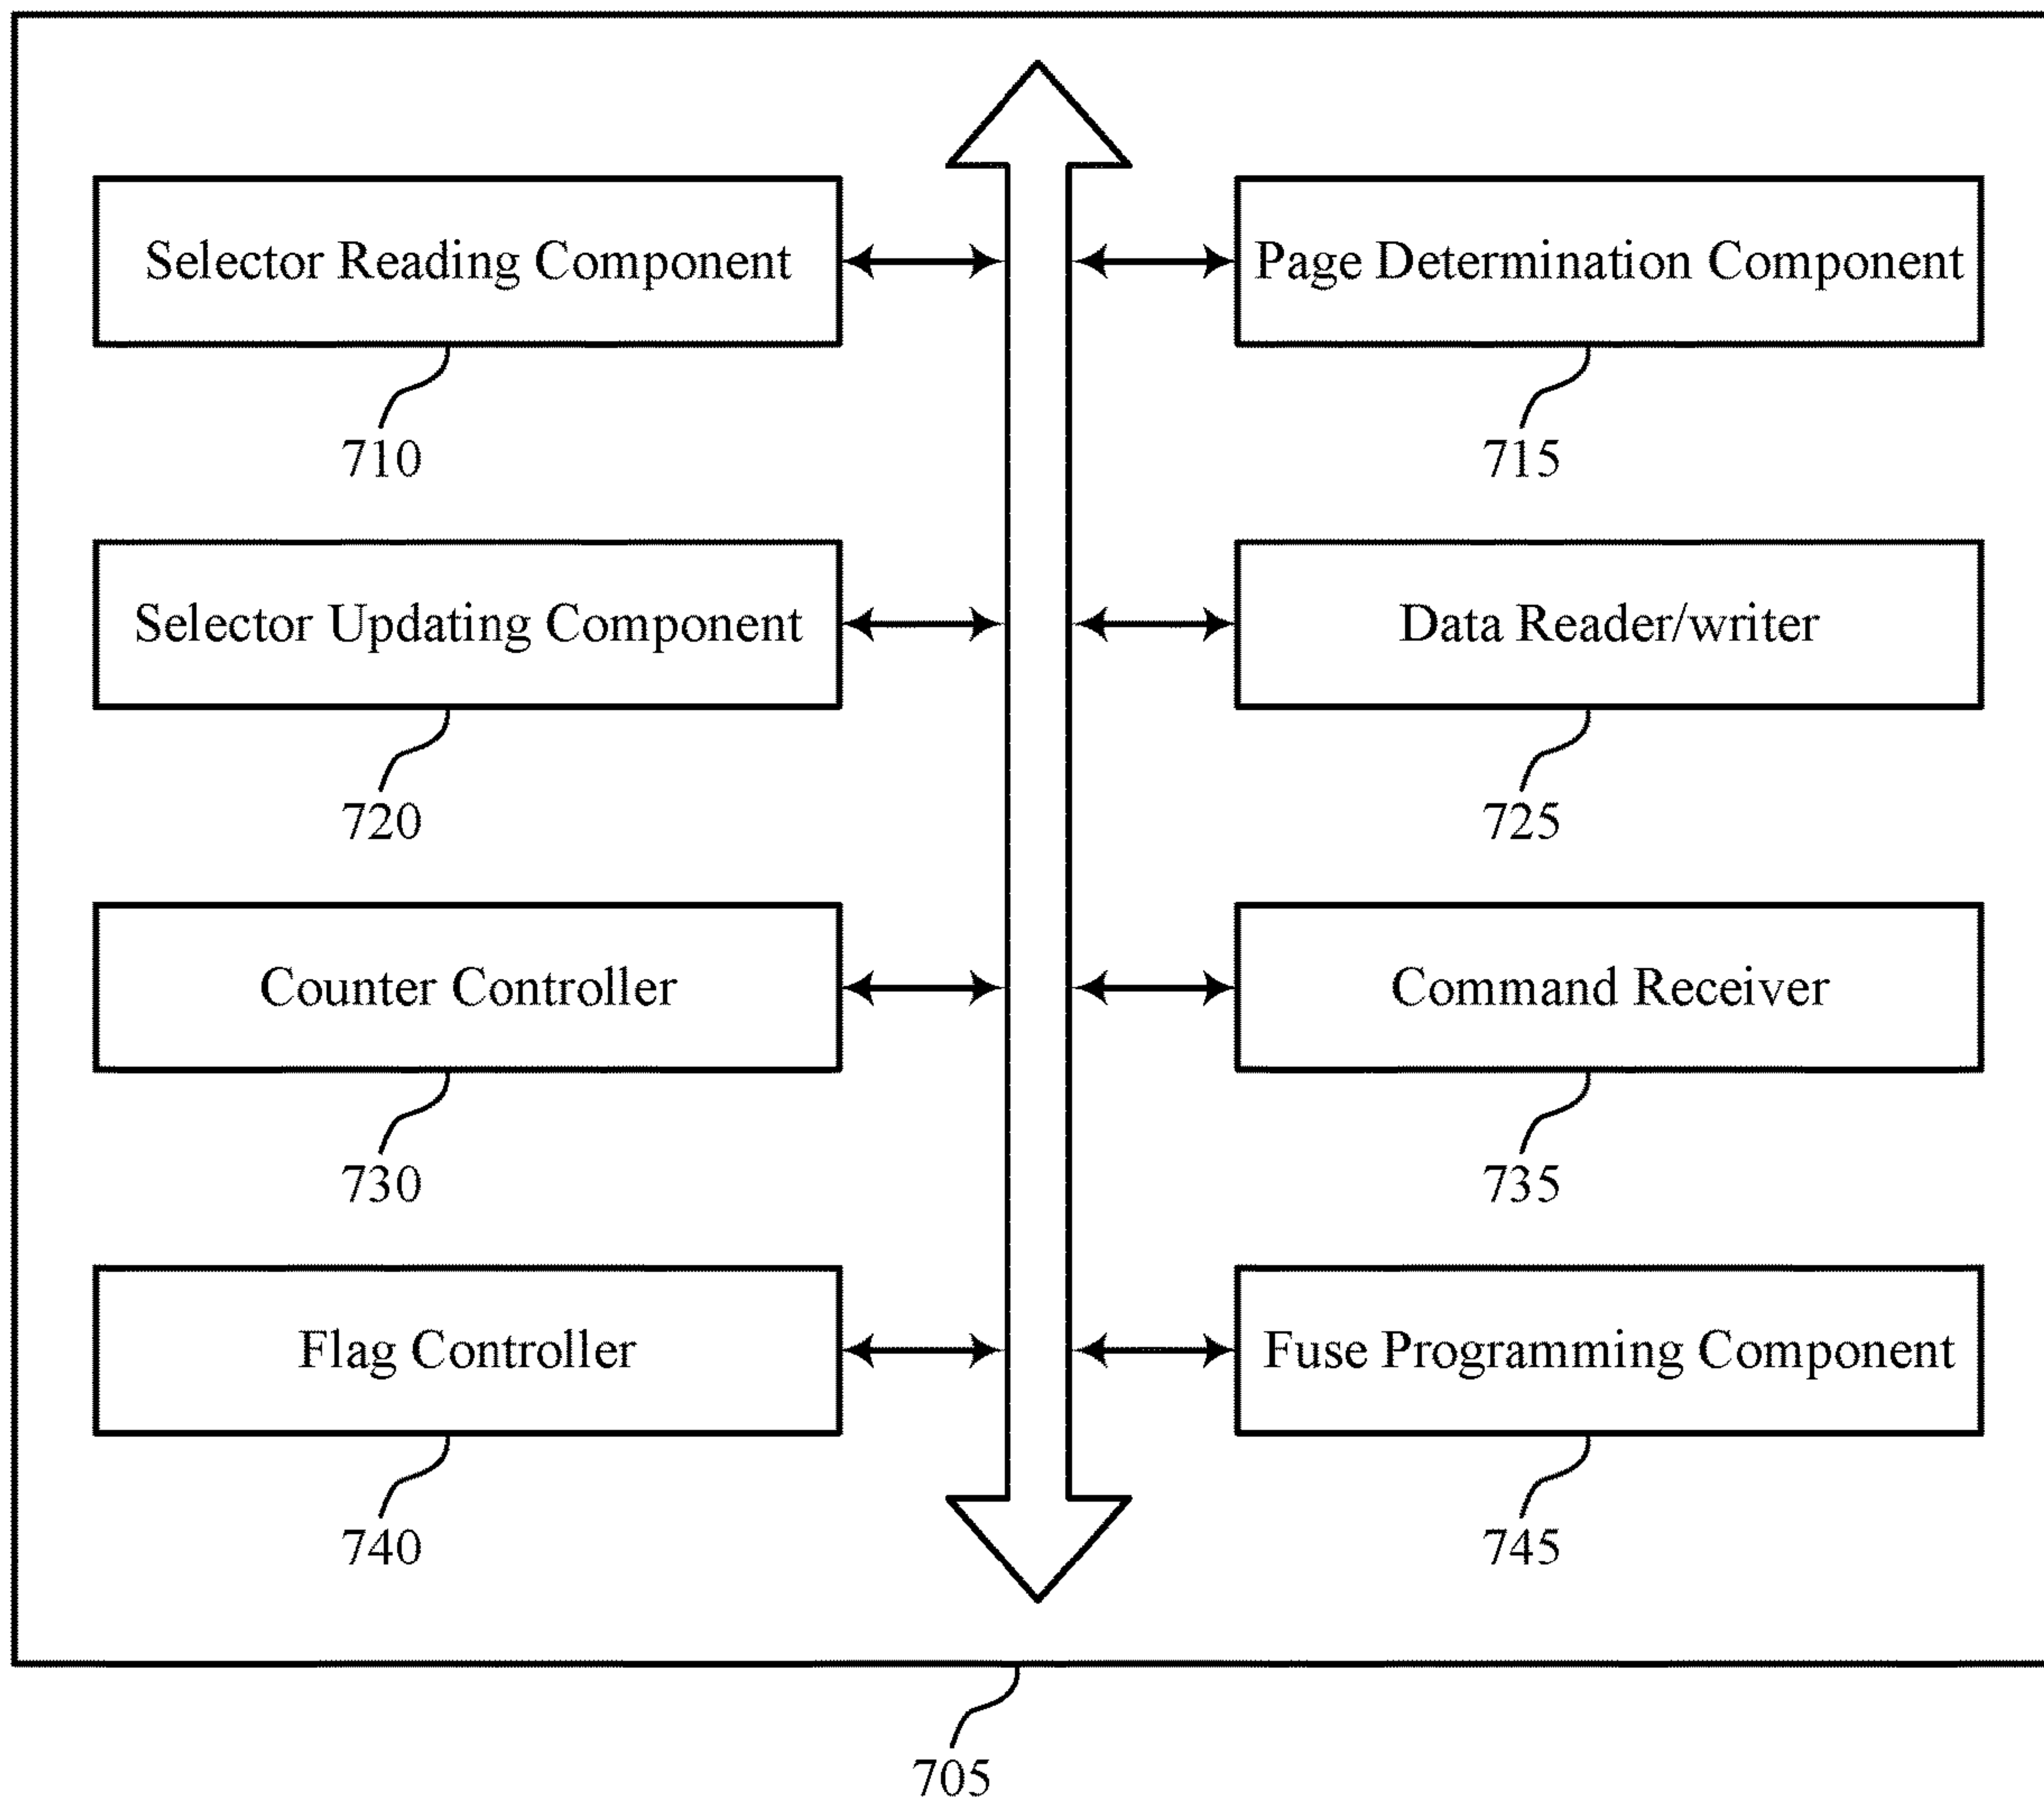 Selector Reading Component
Page Determination Component
710
715
Selector Updating Component
Data Reader/writer
720
725
Counter Controller
Command Receiver
730
735
Flag Controller
Fuse Programming Component
740
745
705